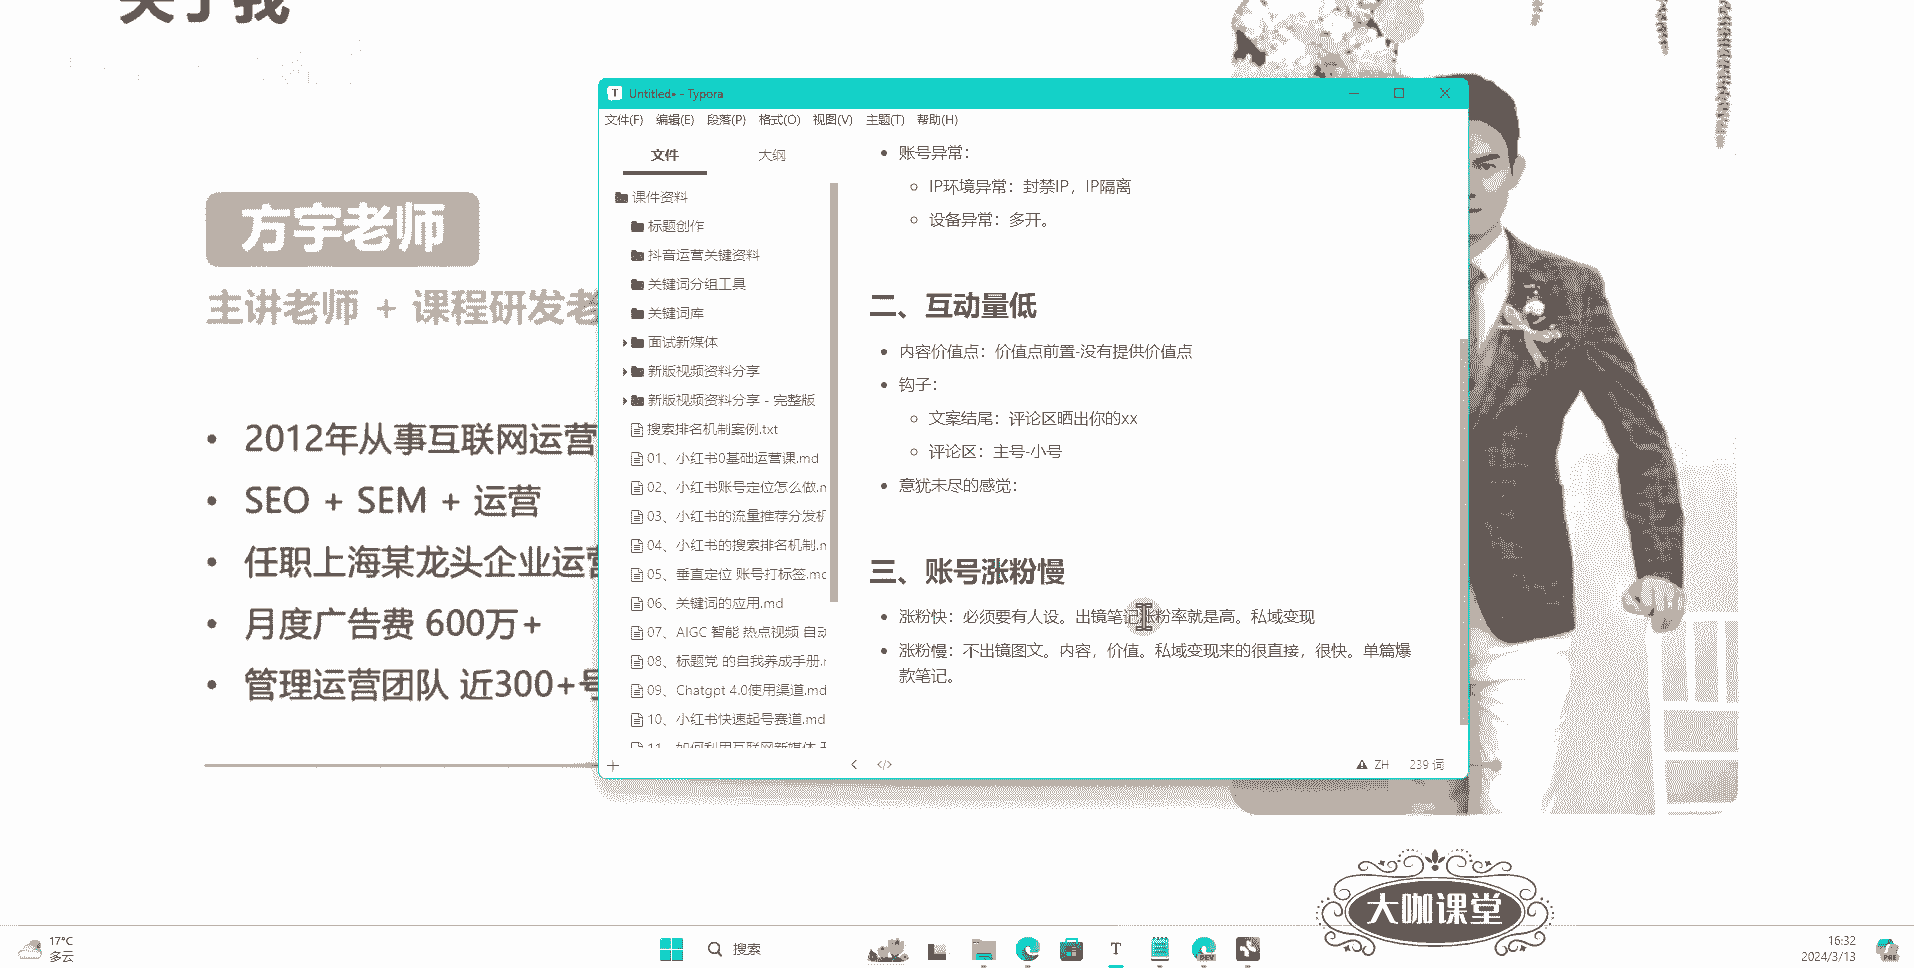 关于我
方宇老师
主讲老师 + 课程研发老
2012年从事互联网运营
SEO + SEM + 运营
任职上海某龙头企业运营
月度广告费 600万+
管理运营团队 近300+号
Untitled• - Typora
文件(F) 编辑(E) 段落(P) 格式(O) 视图(V) 主题(T) 帮助(H)
文件 大纲
课件资料
标题创作
抖音运营关键资料
关键词分组工具
关键词库
面试新媒体
新版视频资料分享
新版视频资料分享 - 完整版
搜索排名机制案例.txt
01、小红书0基础运营课.md
02、小红书账号定位怎么做.m
03、小红书的流量推荐分发机
04、小红书的搜索排名机制.m
05、垂直定位 账号打标签.md
06、关键词的应用.md
07、AIGC 智能 热点视频 自动
08、标题党 的自我养成手册.m
09、Chatgpt 4.0使用渠道.md
10、小红书快速起号赛道.md
11、如何利用互联网新媒体
账号异常：
IP环境异常：封禁IP，IP隔离
设备异常：多开。
二、互动量低
内容价值点：价值点前置-没有提供价值点
钩子：
文案结尾：评论区晒出你的xx
评论区：主号-小号
意犹未尽的感觉：
三、账号涨粉慢
涨粉快：必须要有人设。出镜笔记涨粉率就是高。私域变现
涨粉慢：不出镜图文。内容，价值。私域变现来的很直接，很快。单篇爆
款笔记。
ZH 239 词
大咖课堂
17°C
多云
搜索
T
DEV
16:32
2024/3/13
PRE